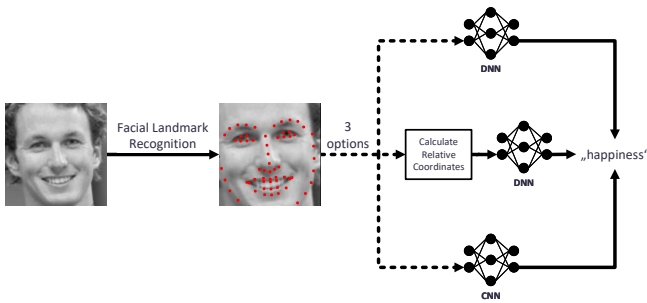 Facial Landmark
Recognition
3
options
DNN
Calculate
Relative
Coordinates
DNN
„happiness‘
CNN